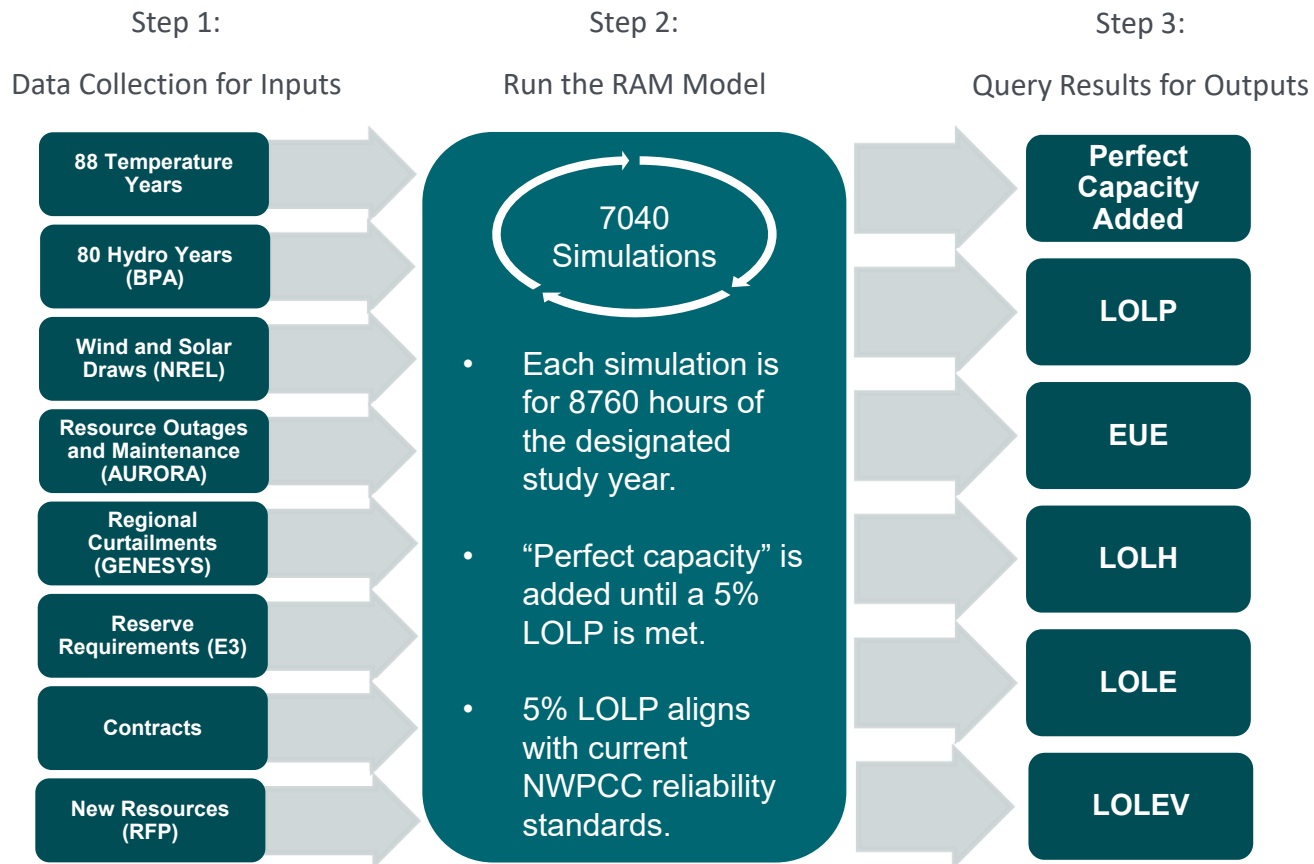 Step 1:
Data Collection for Inputs
88 Temperature
Years
80 Hydro Years
(BPA)
Wind and Solar
Draws (NREL)
Resource Outages
and Maintenance
(AURORA)
Regional
Curtailments
(GENESYS)
Reserve
Requirements (E3)
Contracts
New Resources
(RFP)
Step 2:
Run the RAM Model
7040
Simulations
• Each simulation is
for 8760 hours of
the designated
study year.
• “Perfect capacity” is
added until a 5%
LOLP is met.
• 5% LOLP aligns
with current
NWPCC reliability
standards.
Step 3:
Query Results for Outputs
Perfect
Capacity
Added
LOLP
EUE
LOLH
LOLE
LOLEV